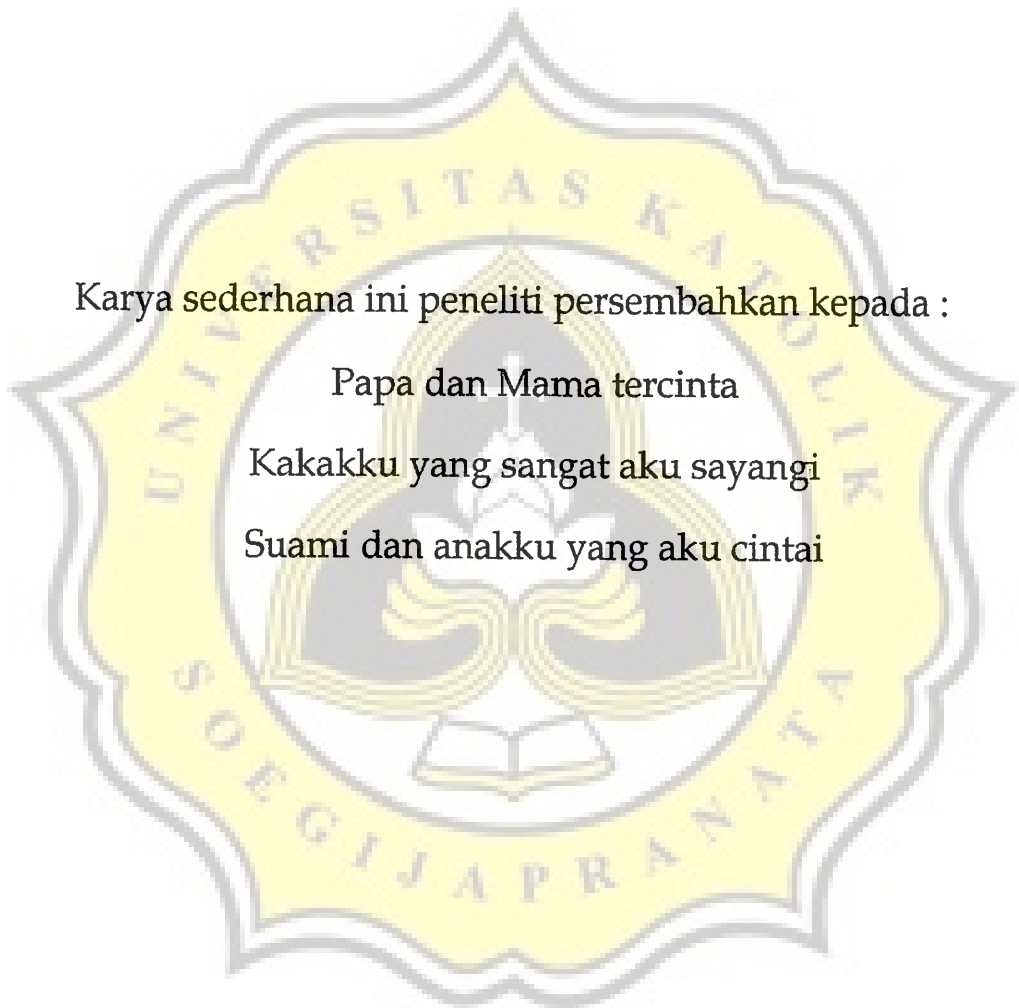 UNIVERSITAS KATOLIK
Karya sederhana ini peneliti persembahkan kepada :
Papa dan Mama tercinta
Kakakku yang sangat aku sayangi
Suami dan anakku yang aku cintai
SOEGIJAPRANATA